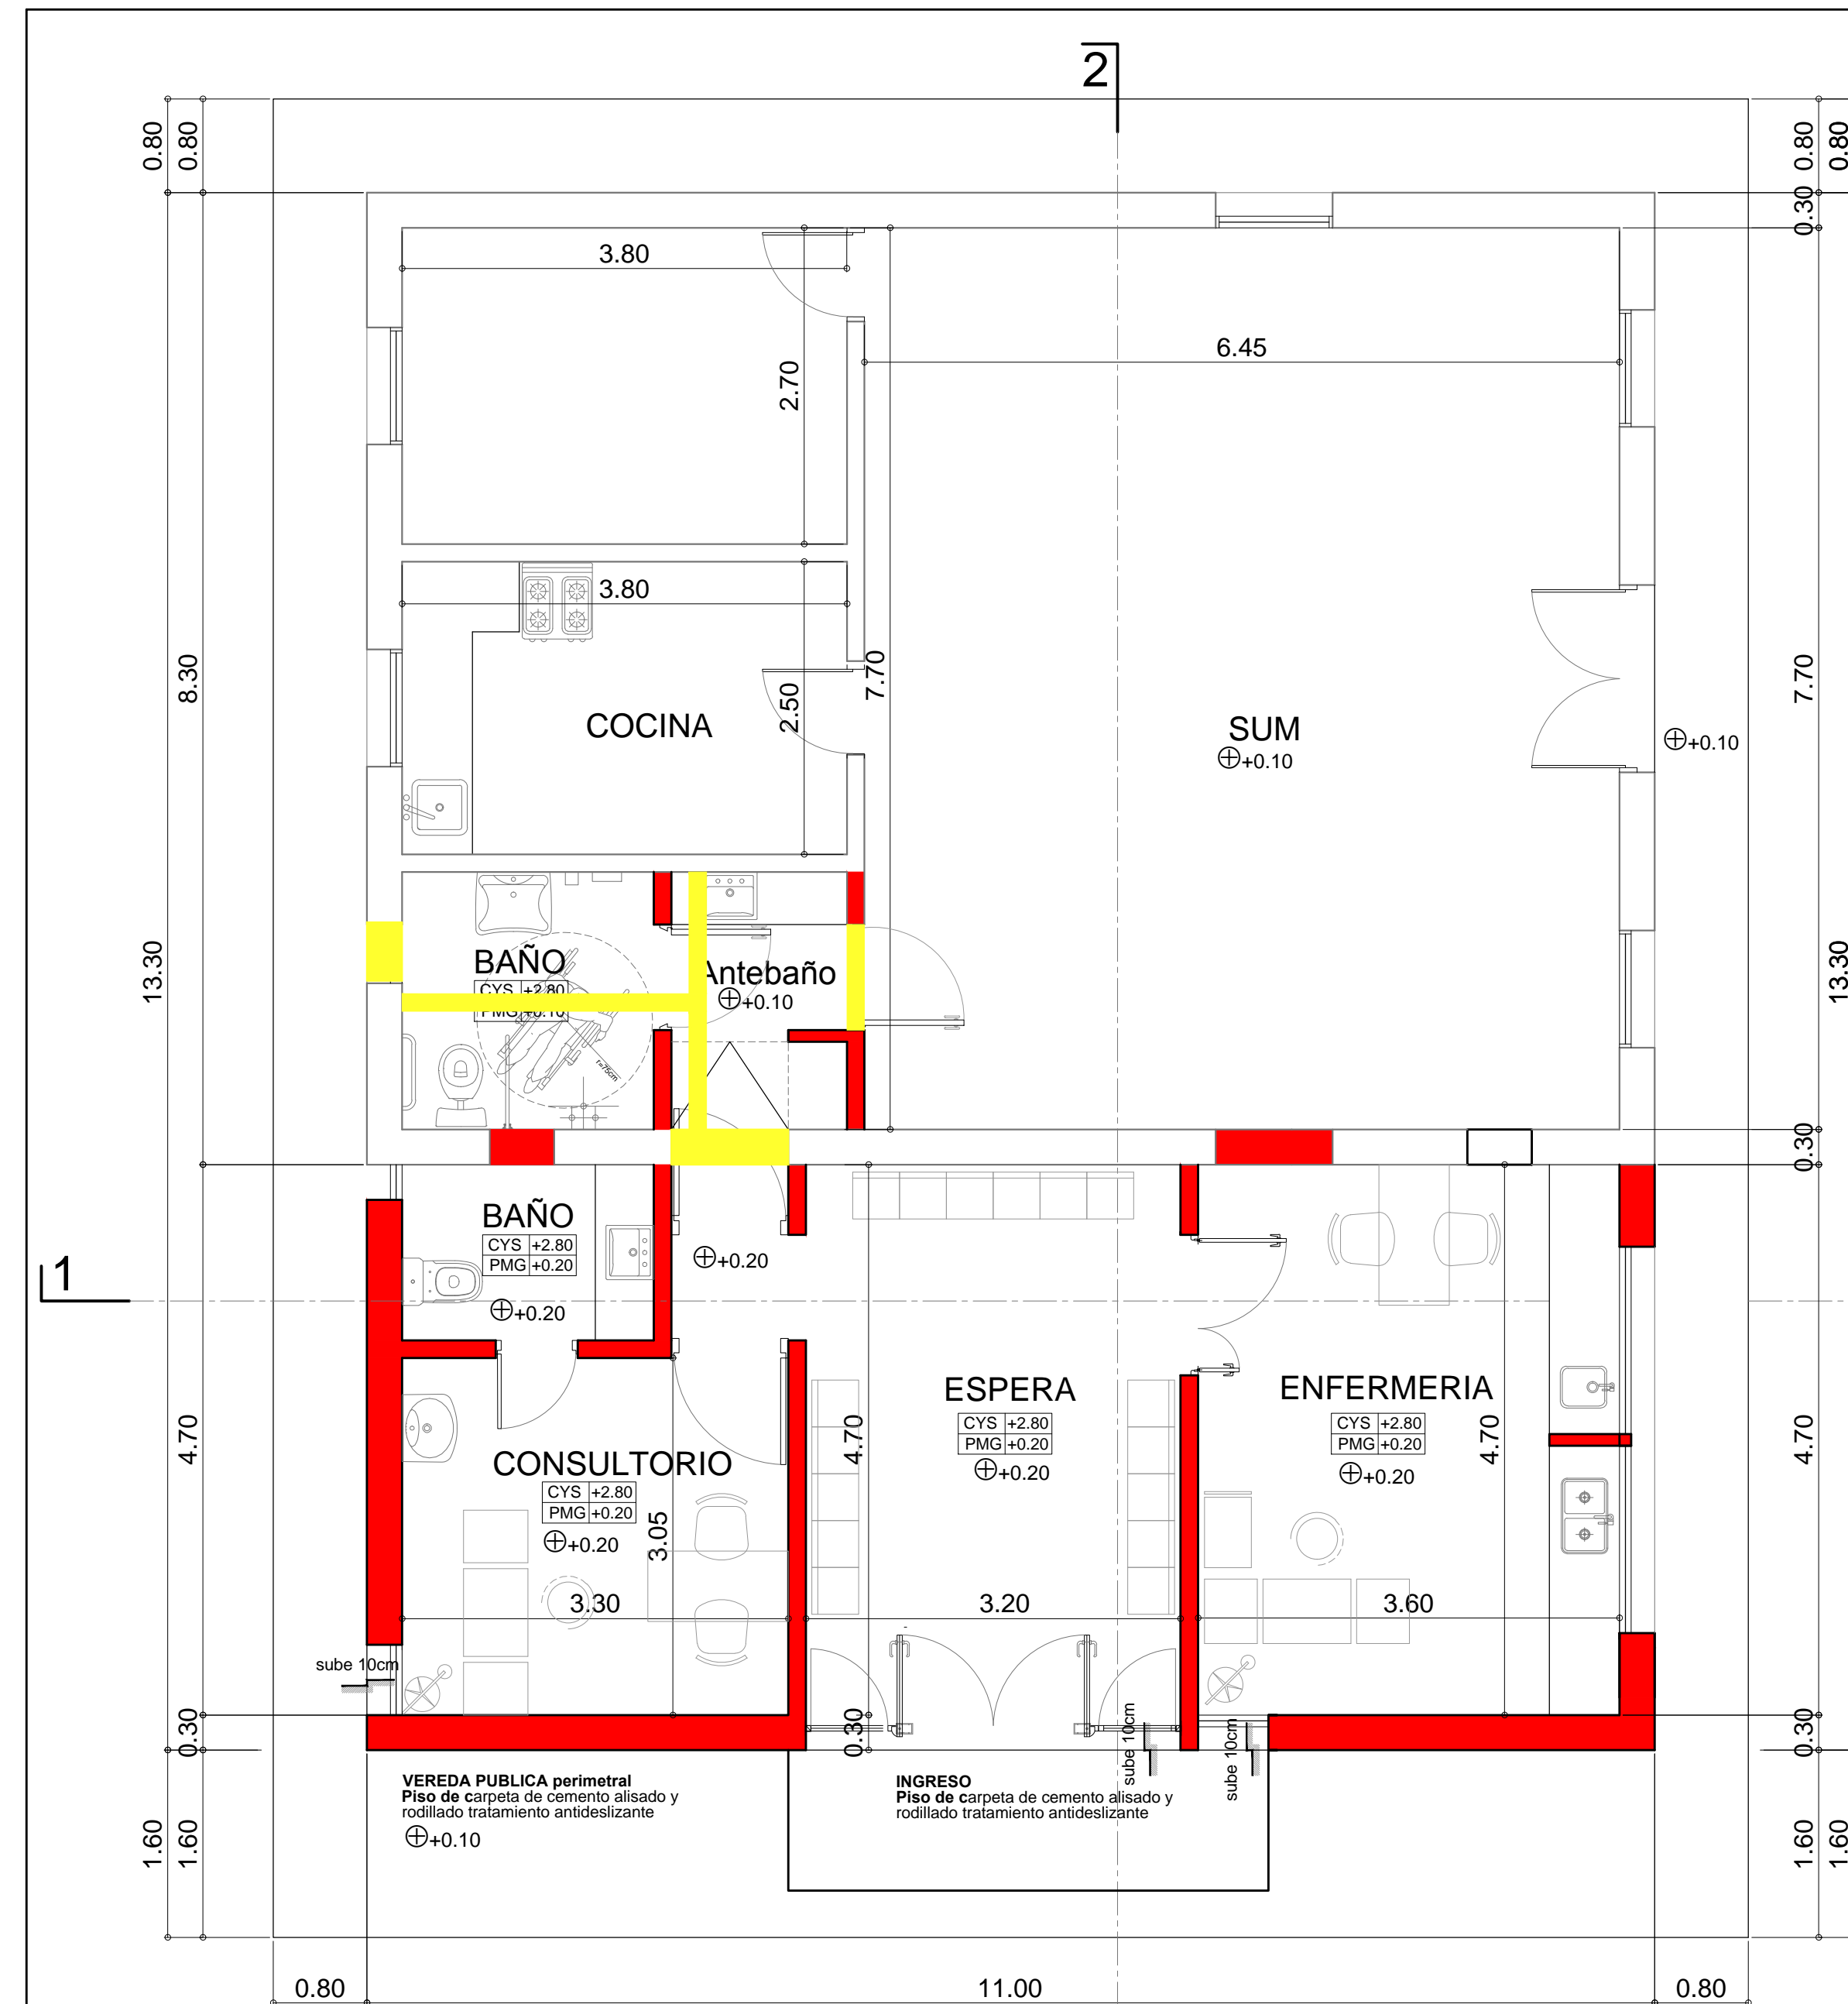 2
0.80
0.80
0.80
0.80
0.30
3.80
6.45
2.70
3.80
8.30
7.70
2.50
7.70
COCINA
SUM
+0.10
+0.10
13.30
13.30
BAÑO
CYS +2.80
PMG +0.10
Antebaño
+0.10
r=75cm
0.30
BAÑO
CYS +2.80
PMG +0.20
+0.20
+0.20
1
ESPERA
CYS +2.80
PMG +0.20
+0.20
ENFERMERIA
CYS +2.80
PMG +0.20
+0.20
4.70
4.70
4.70
4.70
CONSULTORIO
CYS +2.80
PMG +0.20
+0.20
3.05
3.30
3.20
3.60
sube 10cm
0.30
0.30
sube 10cm
sube 10cm
0.30
VEREDA PUBLICA perimetral
Piso de carpeta de cemento alisado y
rodillado tratamiento antideslizante
+0.10
INGRESO
Piso de carpeta de cemento alisado y
rodillado tratamiento antideslizante
1.60
1.60
1.60
1.60
0.80
11.00
0.80